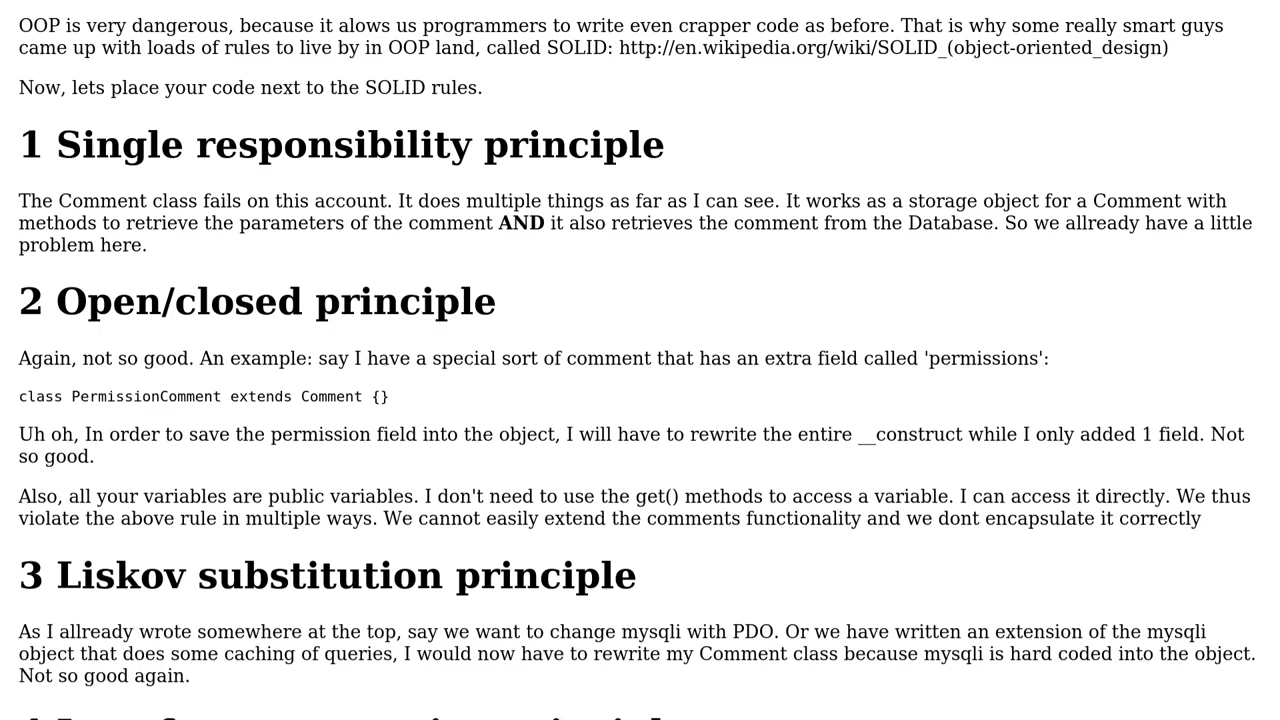 OOP is very dangerous, because it alows us programmers to write even crapper code as before. That is why some really smart guys
came up with loads of rules to live by in OOP land, called SOLID: http://en.wikipedia.org/wiki/SOLID_(object-oriented_design)
Now, lets place your code next to the SOLID rules.
1 Single responsibility principle
The Comment class fails on this account. It does multiple things as far as I can see. It works as a storage object for a Comment with
methods to retrieve the parameters of the comment AND it also retrieves the comment from the Database. So we allready have a little
problem here.
2 Open/closed principle
Again, not so good. An example: say I have a special sort of comment that has an extra field called 'permissions':
class PermissionComment extends Comment {}
Uh oh, In order to save the permission field into the object, I will have to rewrite the entire __construct while I only added 1 field. Not
so good.
Also, all your variables are public variables. I don't need to use the get() methods to access a variable. I can access it directly. We thus
violate the above rule in multiple ways. We cannot easily extend the comments functionality and we dont encapsulate it correctly
3 Liskov substitution principle
As I allready wrote somewhere at the top, say we want to change mysqli with PDO. Or we have written an extension of the mysqli
object that does some caching of queries, I would now have to rewrite my Comment class because mysqli is hard coded into the object.
Not so good again.